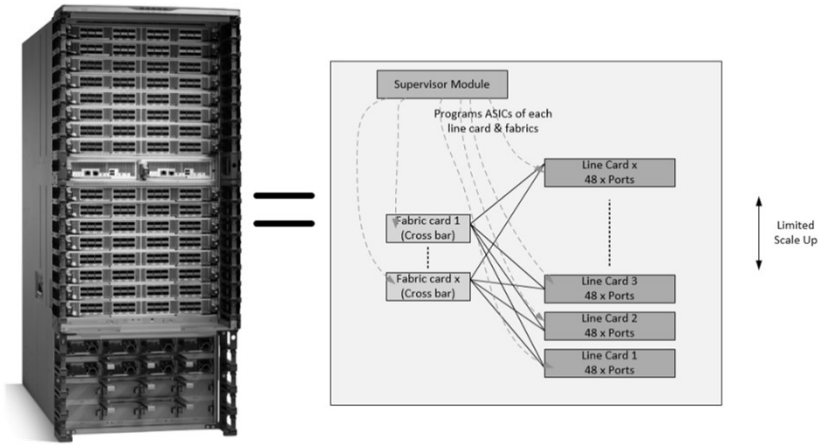 Supervisor Module
Programs ASICs of each
line card & fabrics
Line Card x
48 x Ports
Fabric card 1
(Cross bar)
Limited
Scale Up
Fabric card x
(Cross bar)
Line Card 3
48 x Ports
Line Card 2
48 x Ports
Line Card 1
48 x Ports